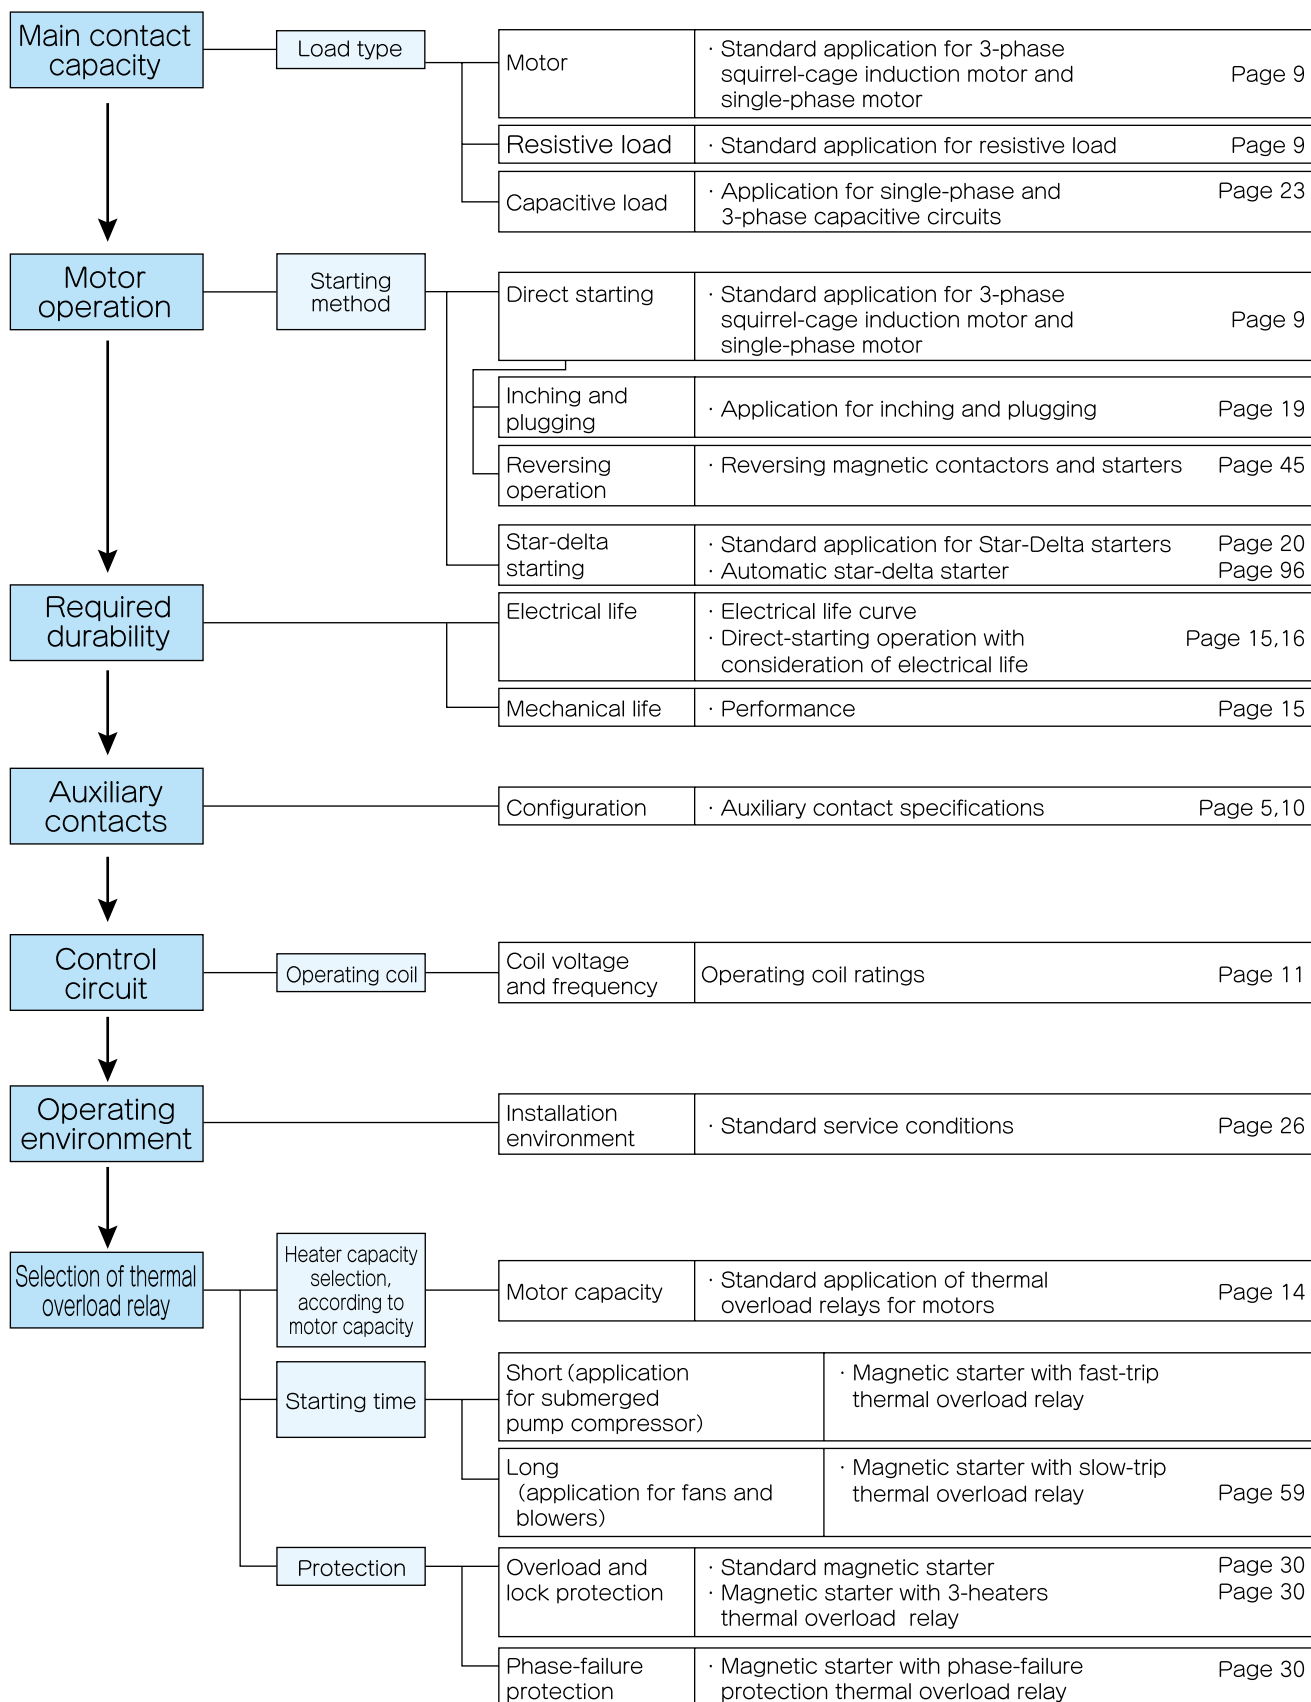 Main contact
capacity
Load type
Motor
· Standard application for 3-phase
squirrel-cage induction motor and
single-phase motor
Page 9
Resistive load
· Standard application for resistive load
Page 9
Capacitive load
· Application for single-phase and
3-phase capacitive circuits
Page 23
Motor
operation
Starting
method
Direct starting
· Standard application for 3-phase
squirrel-cage induction motor and
single-phase motor
Page 9
Inching and
plugging
· Application for inching and plugging
Page 19
Reversing
operation
· Reversing magnetic contactors and starters
Page 45
Star-delta
starting
· Standard application for Star-Delta starters
Page 20
· Automatic star-delta starter
Page 96
Required
durability
Electrical life
· Electrical life curve
· Direct-starting operation with
consideration of electrical life
Page 15,16
Mechanical life
· Performance
Page 15
Auxiliary
contacts
Configuration
· Auxiliary contact specifications
Page 5,10
Control
circuit
Operating coil
Coil voltage
and frequency
Operating coil ratings
Page 11
Operating
environment
Installation
environment
· Standard service conditions
Page 26
Selection of thermal
overload relay
Heater capacity
selection,
according to
motor capacity
Motor capacity
· Standard application of thermal
overload relays for motors
Page 14
Starting time
Short (application
for submerged
pump compressor)
· Magnetic starter with fast-trip
thermal overload relay
Long
(application for fans and
blowers)
· Magnetic starter with slow-trip
thermal overload relay
Page 59
Protection
Overload and
lock protection
· Standard magnetic starter
Page 30
· Magnetic starter with 3-heaters
thermal overload relay
Page 30
Phase-failure
protection
· Magnetic starter with phase-failure
protection thermal overload relay
Page 30